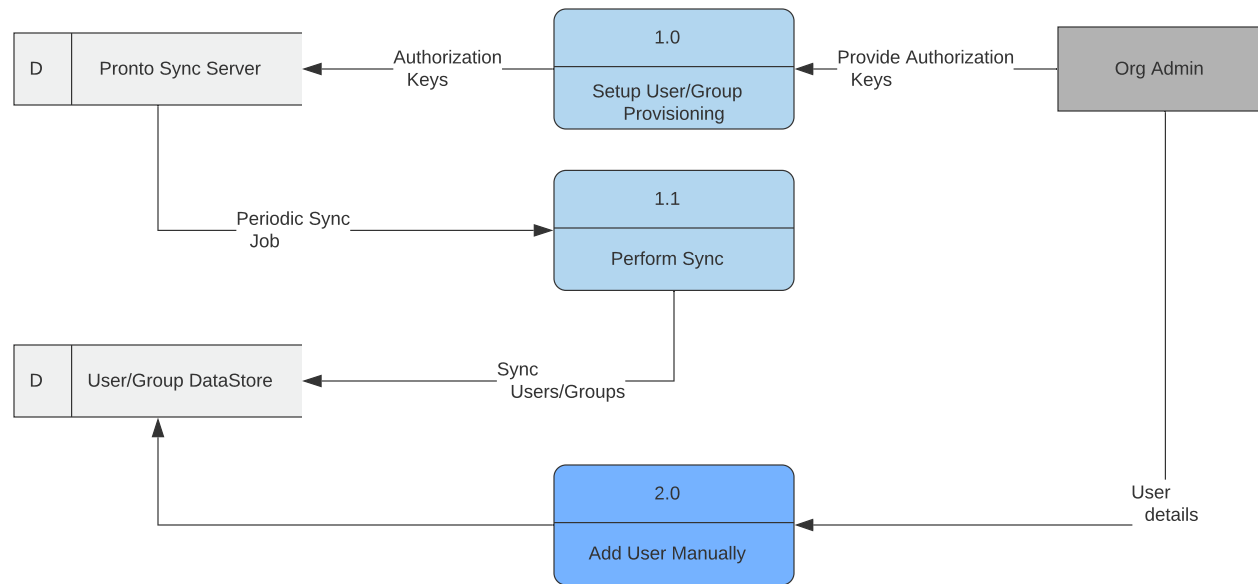 1.0
D
Pronto Sync Server
Authorization
Keys
Setup User/Group
Provisioning
Provide Authorization
Keys
Org Admin
1.1
Periodic Sync
Job
Perform Sync
D
User/Group DataStore
Sync
Users/Groups
2.0
Add User Manually
User
details